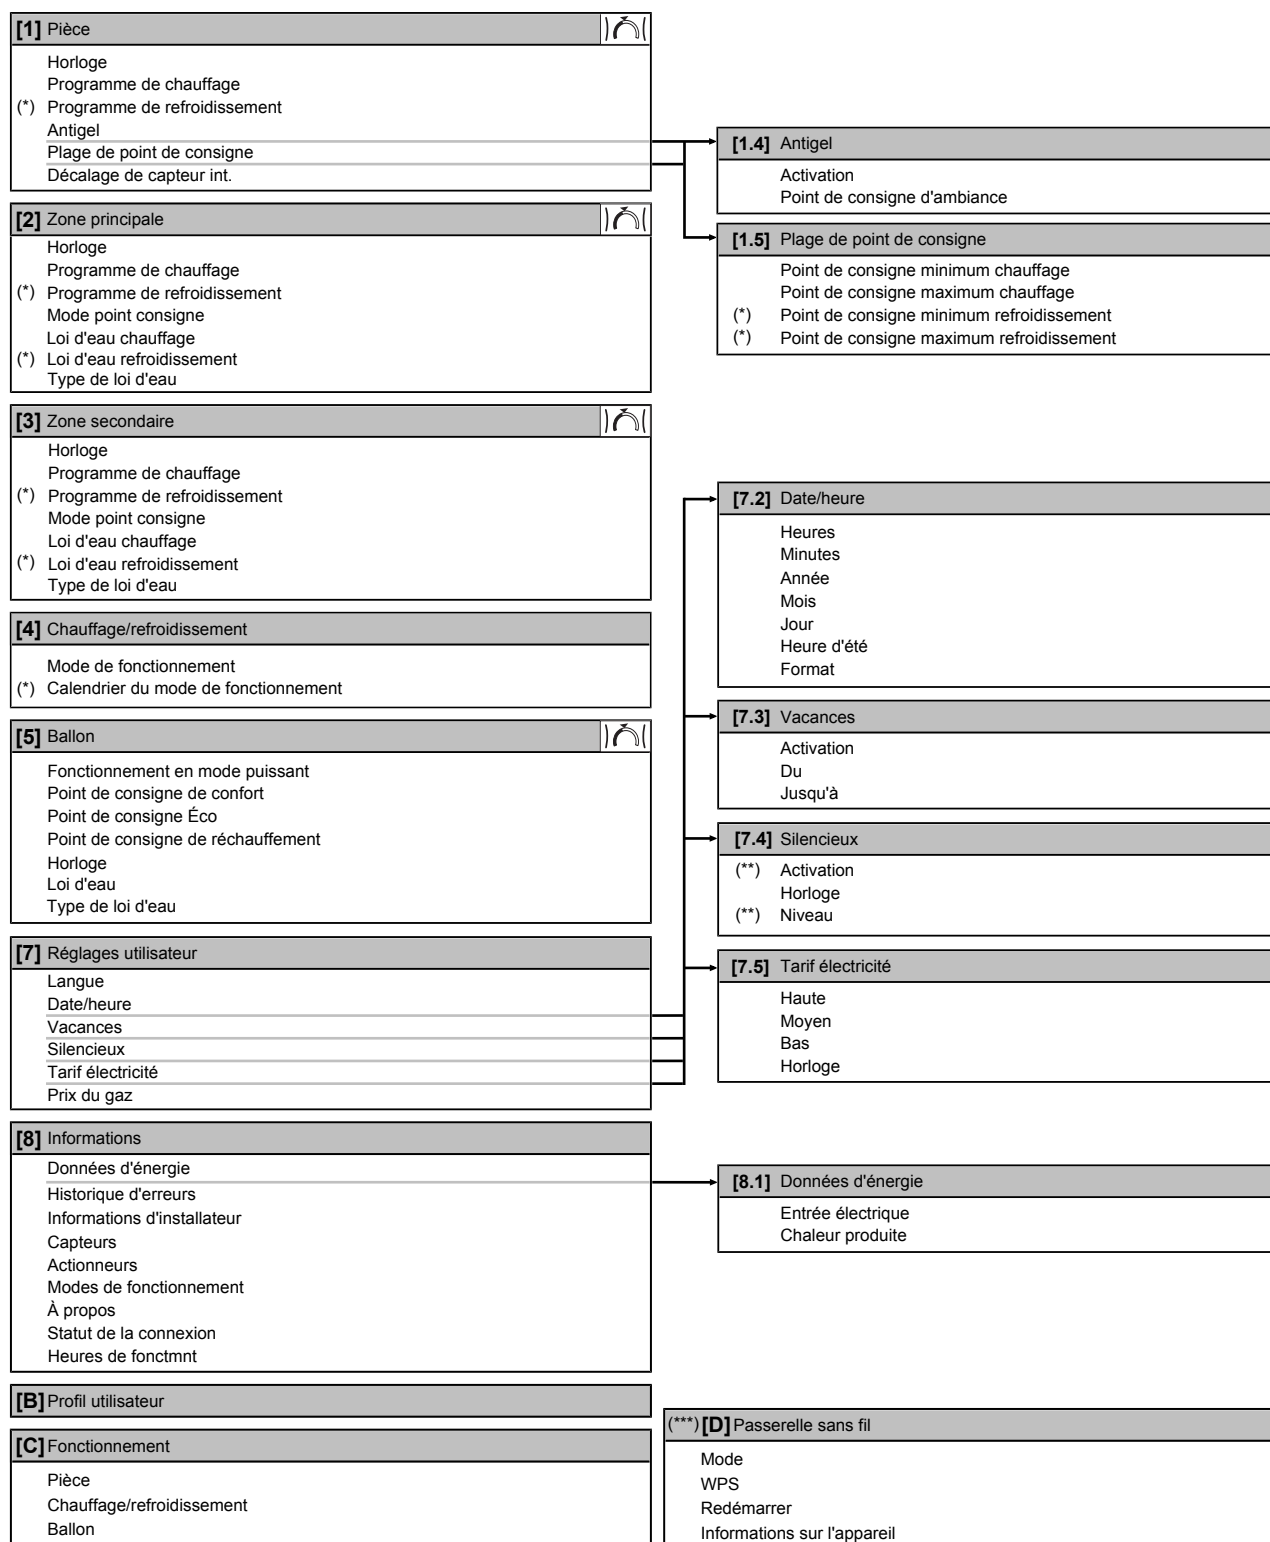 [1] Pièce
Horloge
Programme de chauffage
(*) Programme de refroidissement
Antigel
Plage de point de consigne
Décalage de capteur int.
[1.4] Antigel
Activation
Point de consigne d'ambiance
[1.5] Plage de point de consigne
Point de consigne minimum chauffage
Point de consigne maximum chauffage
(*) Point de consigne minimum refroidissement
(*) Point de consigne maximum refroidissement
[2] Zone principale
Horloge
Programme de chauffage
(*) Programme de refroidissement
Mode point consigne
Loi d'eau chauffage
(*) Loi d'eau refroidissement
Type de loi d'eau
[3] Zone secondaire
Horloge
Programme de chauffage
(*) Programme de refroidissement
Mode point consigne
Loi d'eau chauffage
(*) Loi d'eau refroidissement
Type de loi d'eau
[4] Chauffage/refroidissement
Mode de fonctionnement
(*) Calendrier du mode de fonctionnement
[5] Ballon
Fonctionnement en mode puissant
Point de consigne de confort
Point de consigne Éco
Point de consigne de réchauffement
Horloge
Loi d'eau
Type de loi d'eau
[7] Réglages utilisateur
Langue
Date/heure
Vacances
Silencieux
Tarif électricité
Prix du gaz
[7.2] Date/heure
Heures
Minutes
Année
Mois
Jour
Heure d'été
Format
[7.3] Vacances
Activation
Du
Jusqu'à
[7.4] Silencieux
(**) Activation
Horloge
(**) Niveau
[7.5] Tarif électricité
Haute
Moyen
Bas
Horloge
[8] Informations
Données d'énergie
Historique d'erreurs
Informations d'installateur
Capteurs
Actionneurs
Modes de fonctionnement
À propos
Statut de la connexion
Heures de fonctmnt
[8.1] Données d'énergie
Entrée électrique
Chaleur produite
[B] Profil utilisateur
[C] Fonctionnement
Pièce
Chauffage/refroidissement
Ballon
(***) [D] Passerelle sans fil
Mode
WPS
Redémarrer
Informations sur l'appareil